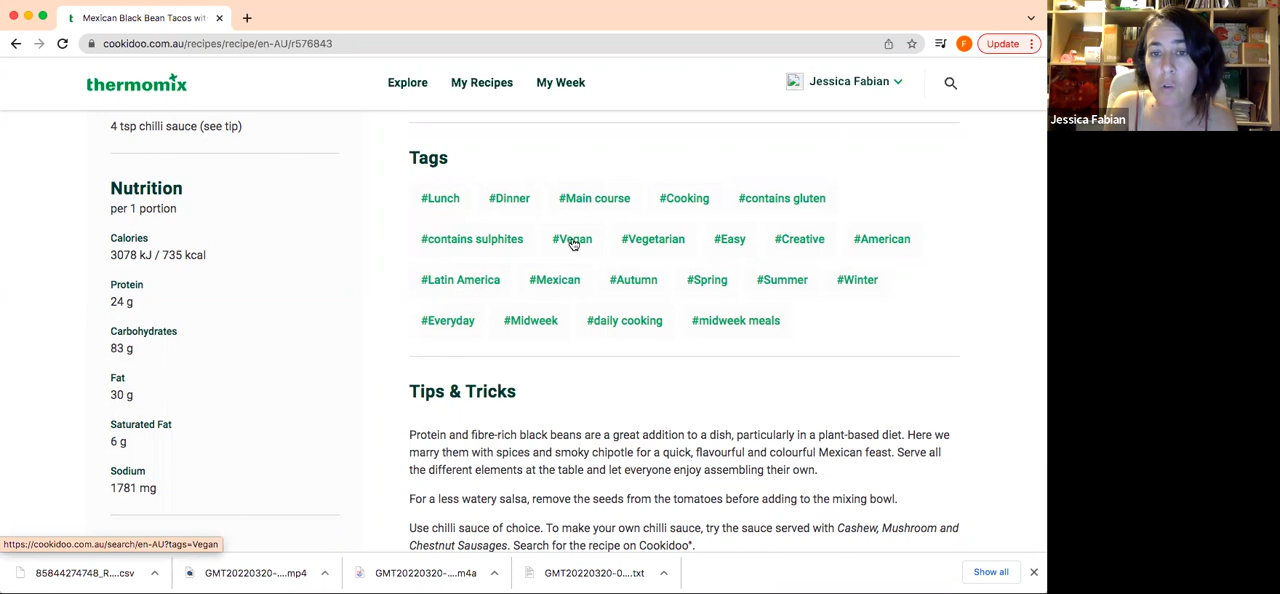 Mexican Black Bean Tacos wit
cookidoo.com.au/recipes/recipe/en-AU/r576843
F
Update
thermomix
Explore
My Recipes
My Week
Jessica Fabian
Jessica Fabian
4 tsp chilli sauce (see tip)
Nutrition
per 1 portion
Calories
3078 kJ / 735 kcal
Protein
24 g
Carbohydrates
83 g
Fat
30 g
Saturated Fat
6 g
Sodium
1781 mg
Tags
#Lunch #Dinner #Main course #Cooking #contains gluten
#contains sulphites #Vegan #Vegetarian #Easy #Creative #American
#Latin America #Mexican #Autumn #Spring #Summer #Winter
#Everyday #Midweek #daily cooking #midweek meals
Tips & Tricks
Protein and fibre-rich black beans are a great addition to a dish, particularly in a plant-based diet. Here we
marry them with spices and smoky chipotle for a quick, flavourful and colourful Mexican feast. Serve all
the different elements at the table and let everyone enjoy assembling their own.
For a less watery salsa, remove the seeds from the tomatoes before adding to the mixing bowl.
Use chilli sauce of choice. To make your own chilli sauce, try the sauce served with Cashew, Mushroom and
Chestnut Sausages. Search for the recipe on Cookidoo®.
https://cookidoo.com.au/search/en-AU?tags=Vegan
85844274748_R....csv
GMT20220320-....mp4
GMT20220320-....m4a
GMT20220320-0....txt
Show all